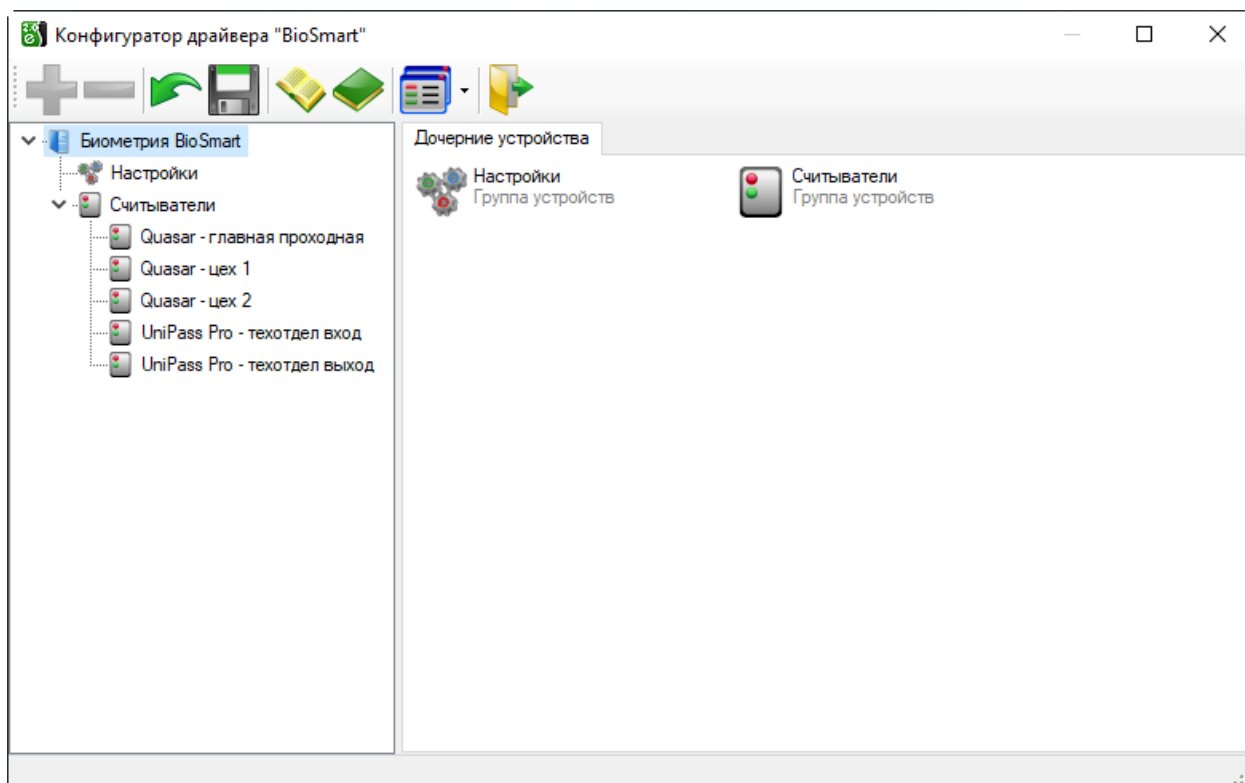 Конфигуратор драйвера "BioSmart"
Биометрия BioSmart
Настройки
Считыватели
Quasar - главная проходная
Quasar - цех 1
Quasar - цех 2
UniPass Pro - техотдел вход
UniPass Pro - техотдел выход
Дочерние устройства
Настройки
Группа устройств
Считыватели
Группа устройств